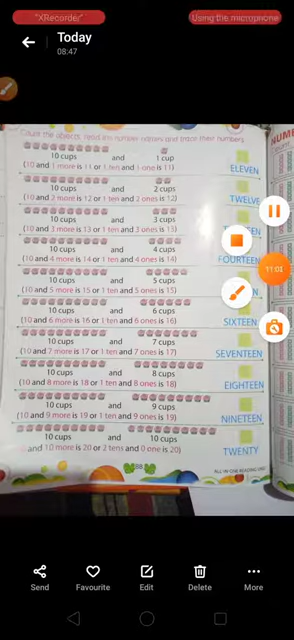 "XRecorder"
Using the microphone
Today
08:47
Count the objects, read the number names and trace their numbers.
10 cups and 1 cup
(10 and 1 more is 11 or 1 ten and 1 one is 11)
ELEVEN
10 cups and 2 cups
(10 and 2 more is 12 or 1 ten and 2 ones is 12)
TWELVE
10 cups and 3 cups
(10 and 3 more is 13 or 1 ten and 3 ones is 13)
EEN
10 cups and 4 cups
(10 and 4 more is 14 or 1 ten and 4 ones is 14)
FOURTEEN
10 cups and 5 cups
(10 and 5 more is 15 or 1 ten and 5 ones is 15)
N
10 cups and 6 cups
(10 and 6 more is 16 or 1 ten and 6 ones is 16)
SIXTEEN
10 cups and 7 cups
(10 and 7 more is 17 or 1 ten and 7 ones is 17)
SEVENTEEN
10 cups and 8 cups
(10 and 8 more is 18 or 1 ten and 8 ones is 18)
EIGHTEEN
10 cups and 9 cups
(10 and 9 more is 19 or 1 ten and 9 ones is 19)
NINETEEN
10 cups and 10 cups
and 10 more is 20 or 2 tens and 0 one is 20)
TWENTY
88
ALL IN ONE READING
NUM
11:01
Send
Favourite
Edit
Delete
More